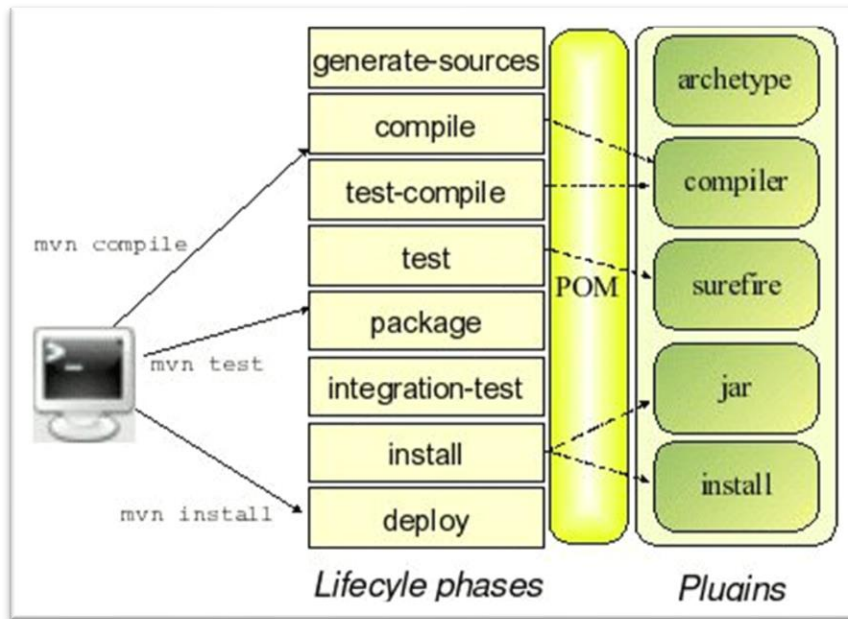 generate-sources
compile
test-compile
test
package
integration-test
install
deploy
mvn compile
mvn test
mvn install
POM
archetype
compiler
surefire
jar
install
Lifecyle phases
Plugins